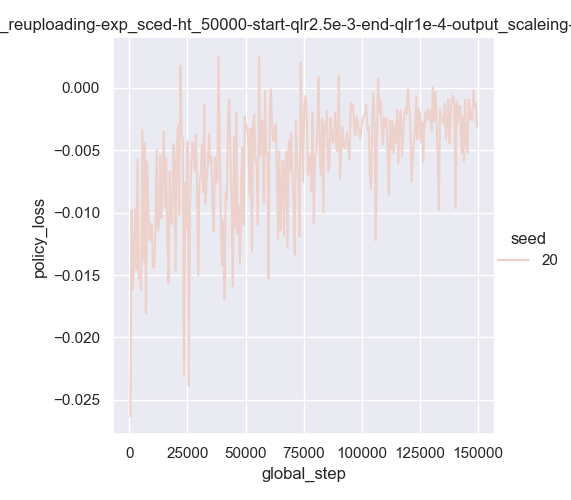 _reuploading-exp_sced-ht_50000-start-qlr2.5e-3-end-qlr1e-4-output_scaleing-
0.000
−0.005
−0.010
−0.015
−0.020
−0.025
policy_loss
0 25000 50000 75000 100000 125000 150000
global_step
seed
20